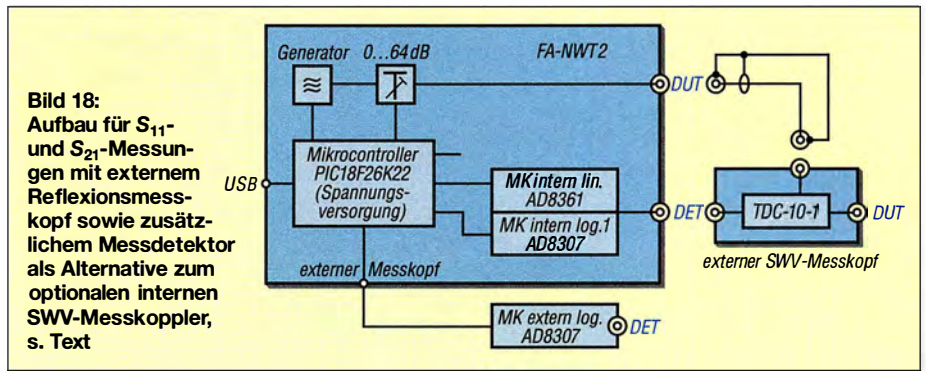 Bild 18:
Aufbau für S11-
und S21-Messun-
gen mit externem
Reflexionsmess-
kopf sowie zusätz-
lichem Messdetektor
als Alternative zum
optionalen internen
SWV-Messkoppler,
s. Text
Generator 0...64 dB
FA-NWT2
≋
DUT
Mikrocontroller
PIC18F26K22
(Spannungs-
versorgung)
USB
MK intern lin.
AD8361
MK intern log.1
AD8307
DET
TDC-10-1
DUT
externer SWV-Messkopf
externer Messkopf
MK extern log.
AD8307
DET